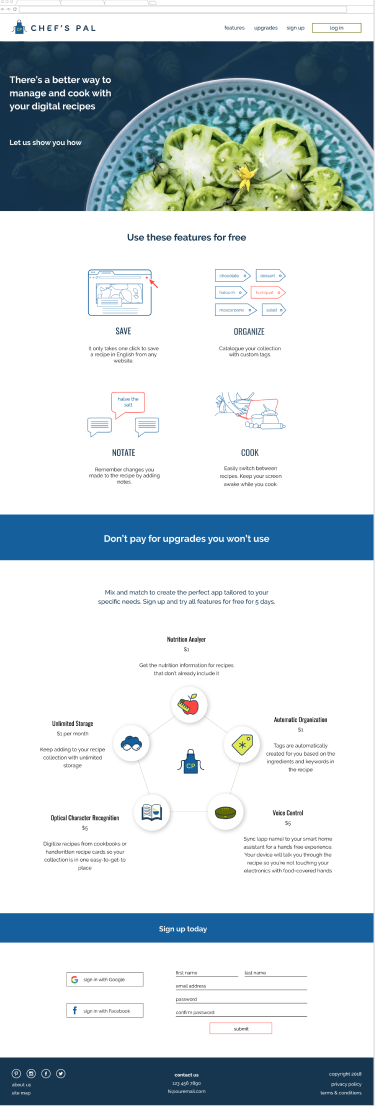 CHEF'S PAL
features
upgrades
sign up
log in
There's a better way to
manage and cook with
your digital recipes
Let us show you how
Use these features for free
chocolate
dessert
mascarpone
salad
SAVE
It only takes one click to save
a recipe in English from any
website.
ORGANIZE
Catalogue your collection
with custom tags.
halve the
salt
NOTATE
Remember changes you
made to the recipe by adding
notes.
COOK
Easily switch between
recipes. Keep your screen
awake while you cook.
Don't pay for upgrades you won't use
Mix and match to create the perfect app tailored to your
specific needs. Sign up and try all features for free for 5 days.
Nutrition Analyer
$1
Get the nutrition information for recipes
that don't already include it
Unlimited Storage
$1 per month
Keep adding to your recipe
collection with unlimited
storage
Automatic Organization
$1
Tags are automatically
created for you based on the
ingredients and keywords in
the recipe
CP
Optical Character Recognition
$5
Digitize recipes from cookbooks or
handwritten recipe cards so your
collection is in one easy-to-get-to
place
Voice Control
$5
Sync [app name] to your smart home
assistant for a hands free experience.
Your device will talk you through the
recipe so you're not touching your
electronics with food-covered hands.
Sign up today
sign in with Google
sign in with Facebook
first name
last name
email address
password
confirm password
submit
about us
site map
contact us
123 456 7890
hi@ouremail.com
copyright 2018
privacy policy
terms & conditions